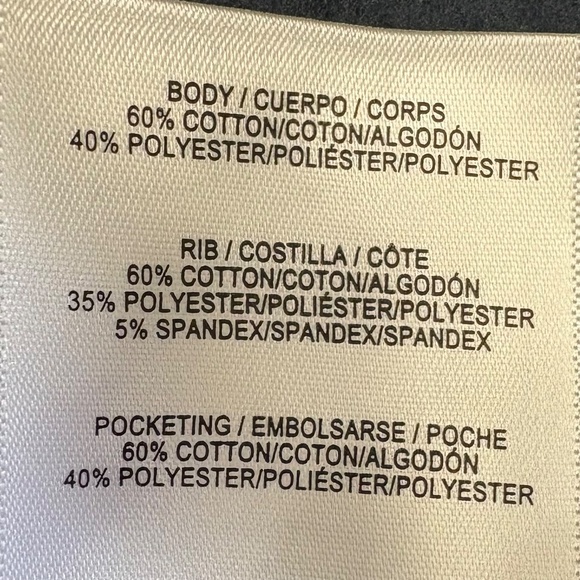 BODY / CUERPO / CORPS
60% COTTON/COTON/ALGODÓN
40% POLYESTER/POLIÉSTER/POLYESTER
RIB / COSTILLA / CÔTE
60% COTTON/COTON/ALGODÓN
35% POLYESTER/POLIÉSTER/POLYESTER
5% SPANDEX/SPANDEX/SPANDEX
POCKETING / EMBOLSARSE / POCHE
60% COTTON/COTON/ALGODÓN
40% POLYESTER/POLIÉSTER/POLYESTER